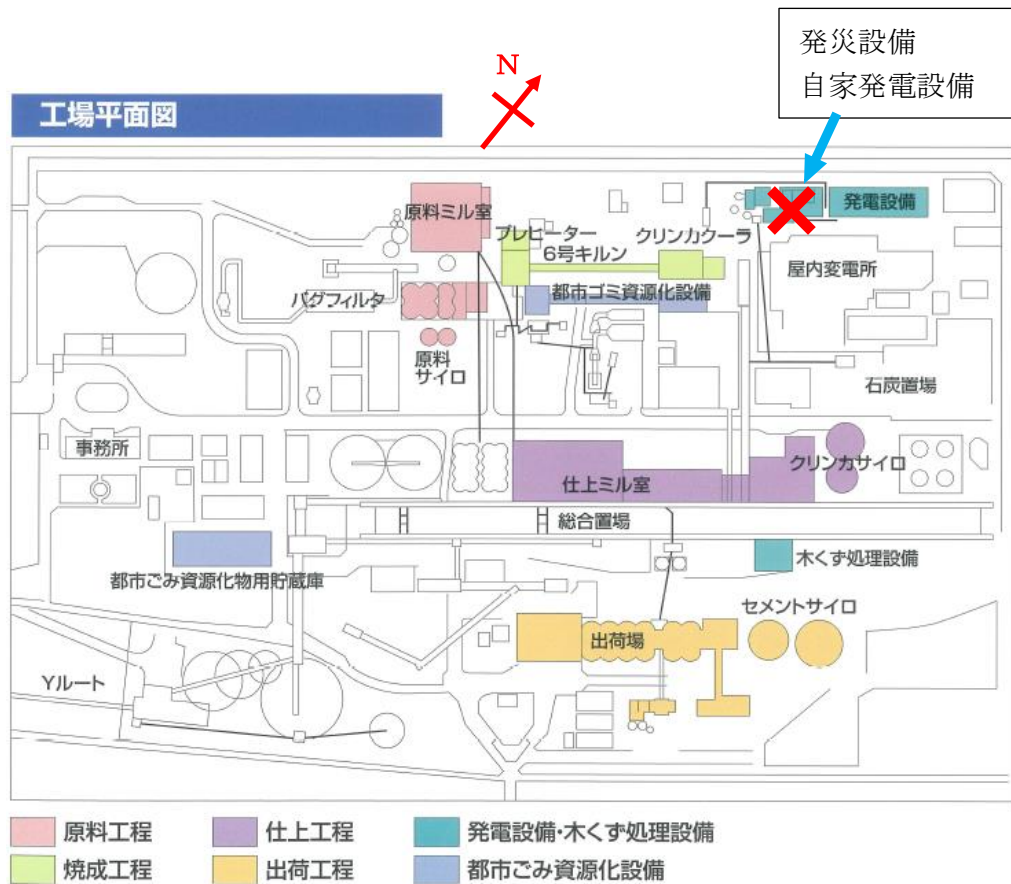 発災設備
自家発電設備
N
工場平面図
原料ミル室
プレヒーター
6号キルン
クリンカクーラ
発電設備
屋内変電所
バグフィルタ
都市ゴミ資源化設備
原料
サイロ
石炭置場
事務所
仕上ミル室
クリンカサイロ
総合置場
木くず処理設備
都市ごみ資源化物用貯蔵庫
セメントサイロ
出荷場
Yルート
原料工程
仕上工程
発電設備・木くず処理設備
焼成工程
出荷工程
都市ごみ資源化設備